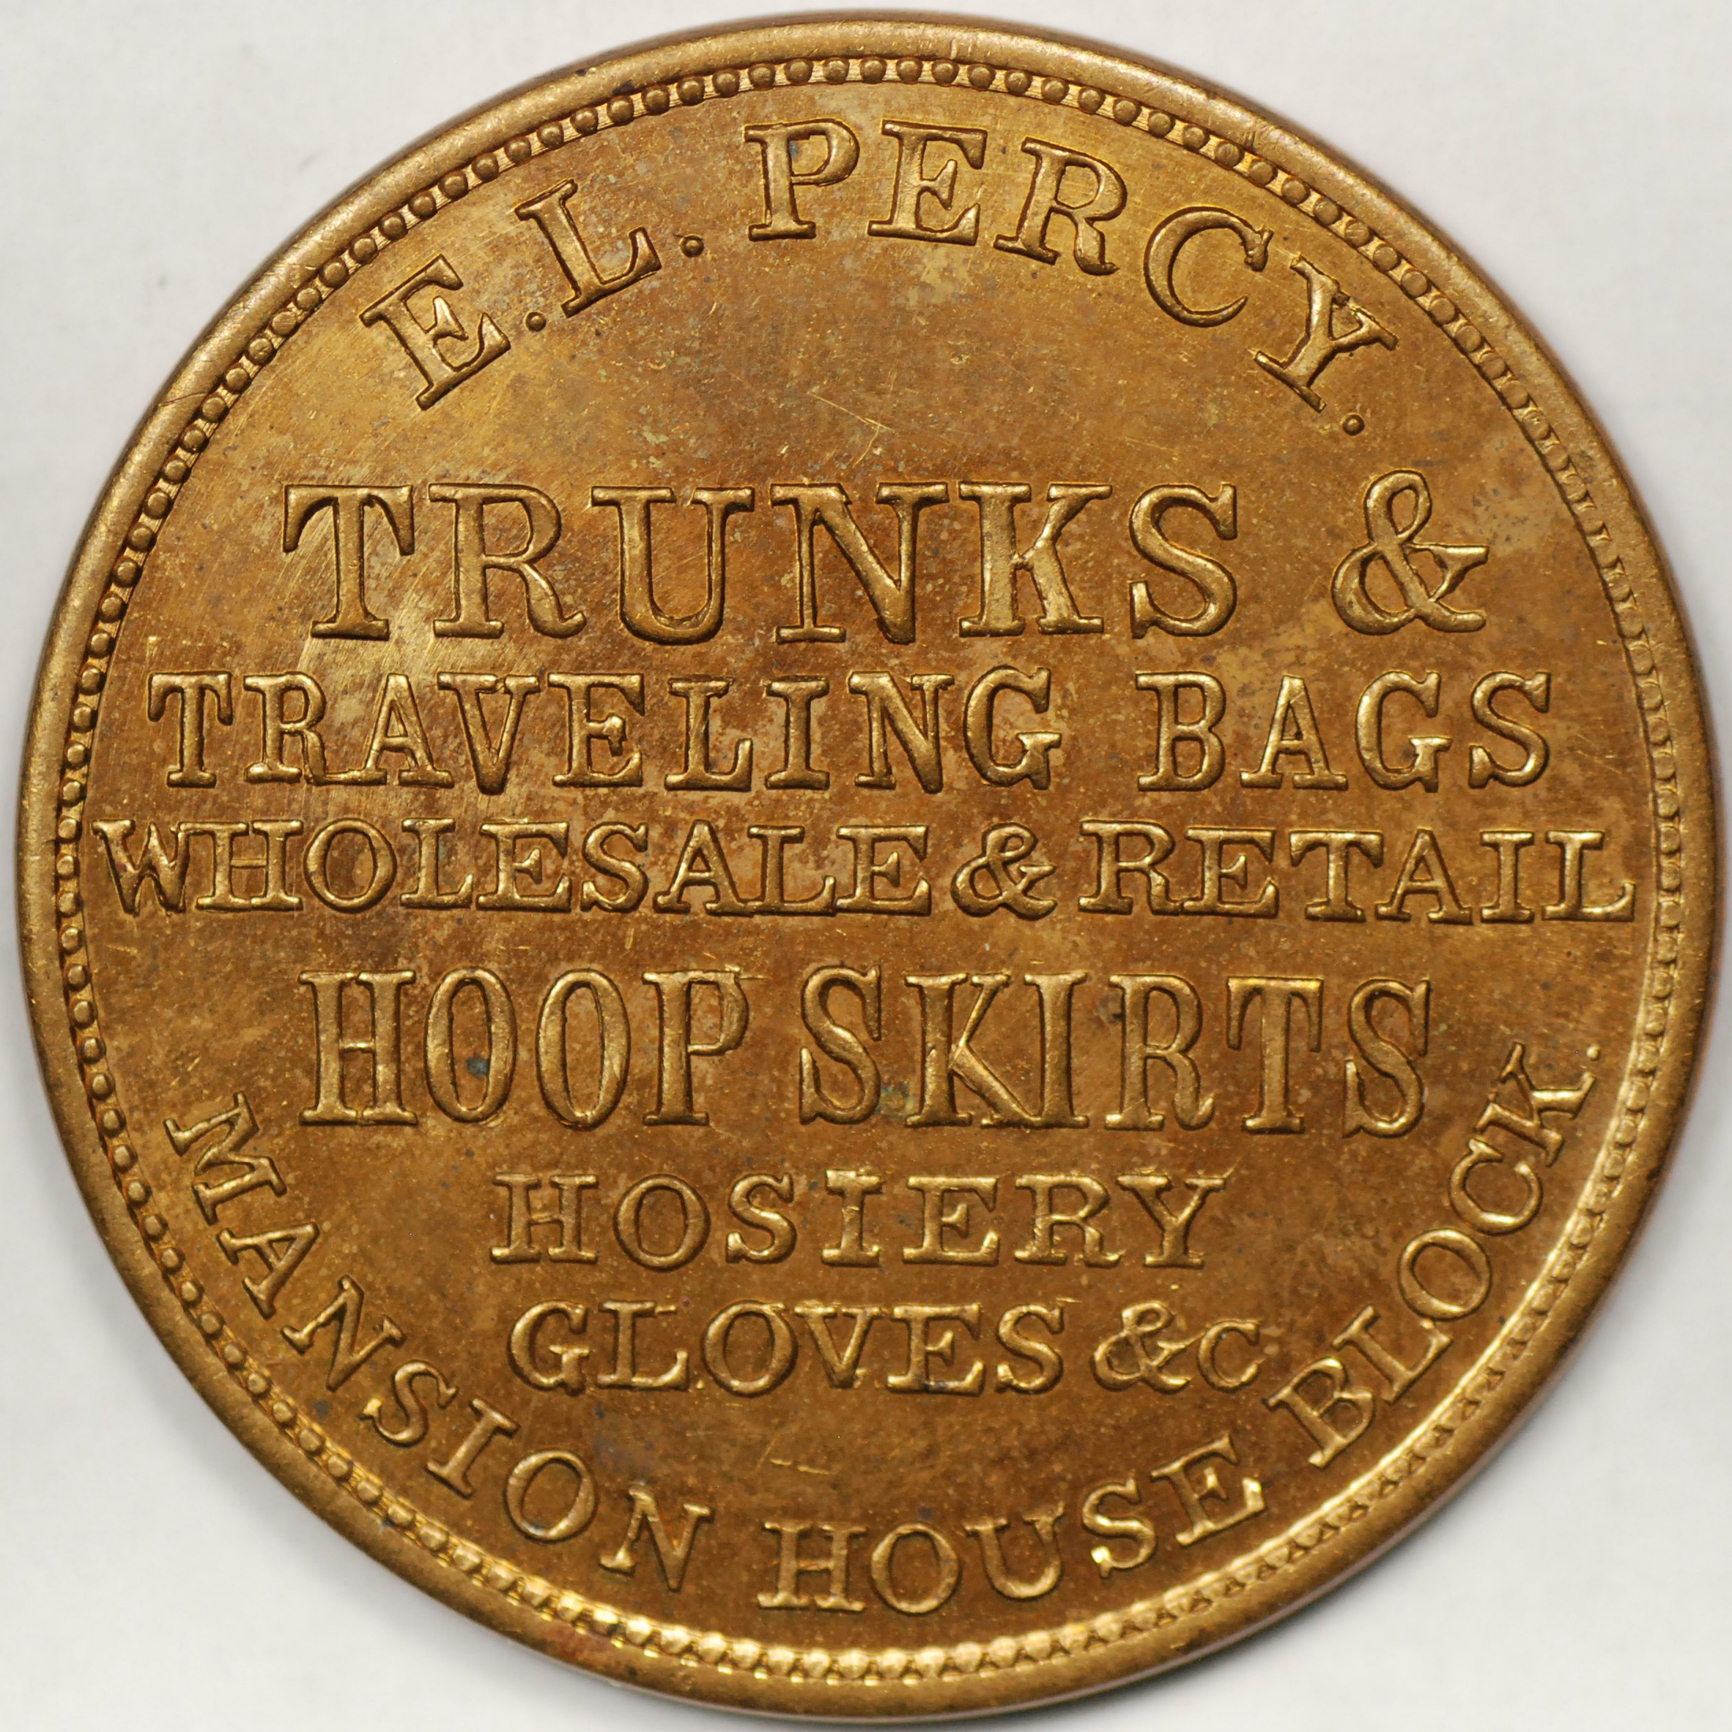 E.L. PERCY.
TRUNKS &
TRAVELING BAGS
WHOLESALE & RETAIL
HOOP SKIRTS
HOSIERY
GLOVES &C
MANSION HOUSE BLOCK.